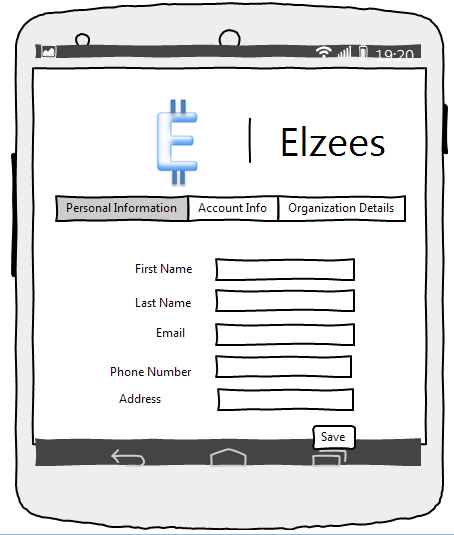 19:20
E | Elzees
Personal Information Account Info Organization Details
First Name
Last Name
Email
Phone Number
Address
Save